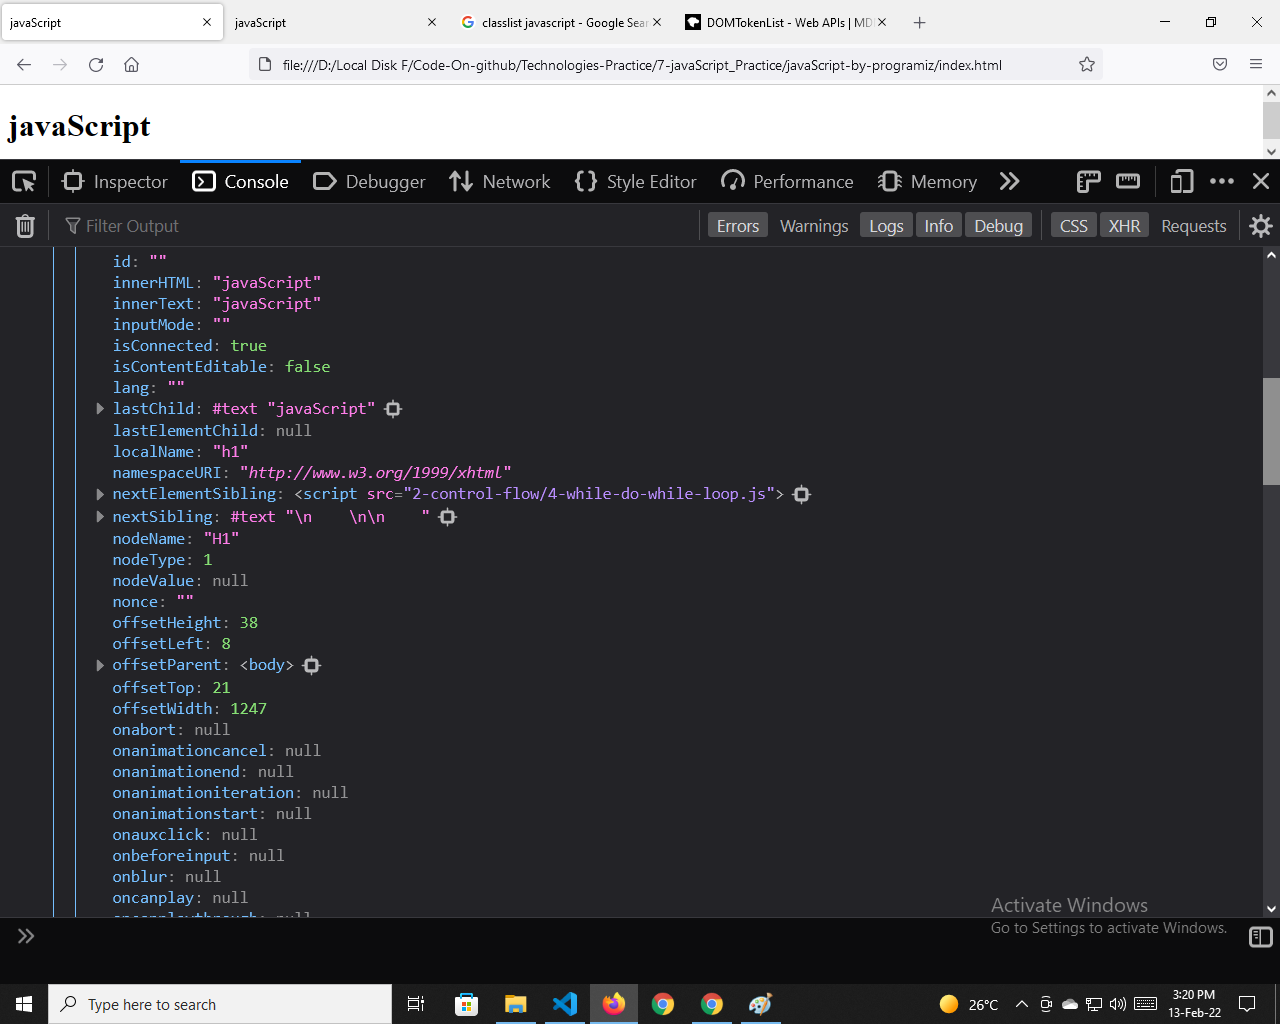 javaScript
javaScript
classlist javascript - Google Sear
DOMTokenList - Web APIs | MD
file:///D:/Local Disk F/Code-On-github/Technologies-Practice/7-javaScript_Practice/javaScript-by-programiz/index.html
javaScript
Inspector Console Debugger Network Style Editor Performance Memory
Filter Output Errors Warnings Logs Info Debug CSS XHR Requests
id: ""
innerHTML: "javaScript"
innerText: "javaScript"
inputMode: ""
isConnected: true
isContentEditable: false
lang: ""
lastChild: #text "javaScript"
lastElementChild: null
localName: "h1"
namespaceURI: "http://www.w3.org/1999/xhtml"
nextElementSibling: <script src="2-control-flow/4-while-do-while-loop.js">
nextSibling: #text "\n    \n\n    "
nodeName: "H1"
nodeType: 1
nodeValue: null
nonce: ""
offsetHeight: 38
offsetLeft: 8
offsetParent: <body>
offsetTop: 21
offsetWidth: 1247
onabort: null
onanimationcancel: null
onanimationend: null
onanimationiteration: null
onanimationstart: null
onauxclick: null
onbeforeinput: null
onblur: null
oncanplay: null
oncanplaythrough: null
Activate Windows
Go to Settings to activate Windows.
Type here to search
26°C
3:20 PM
13-Feb-22